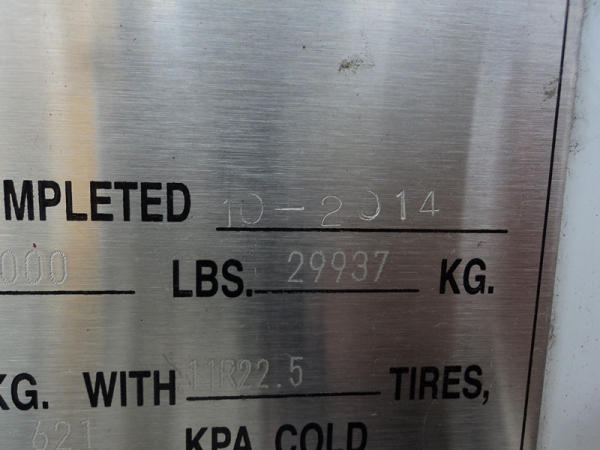 MPLETED 10-2014
000 LBS. 29937 KG.
KG. WITH 11R22.5 TIRES,
621 KPA COLD